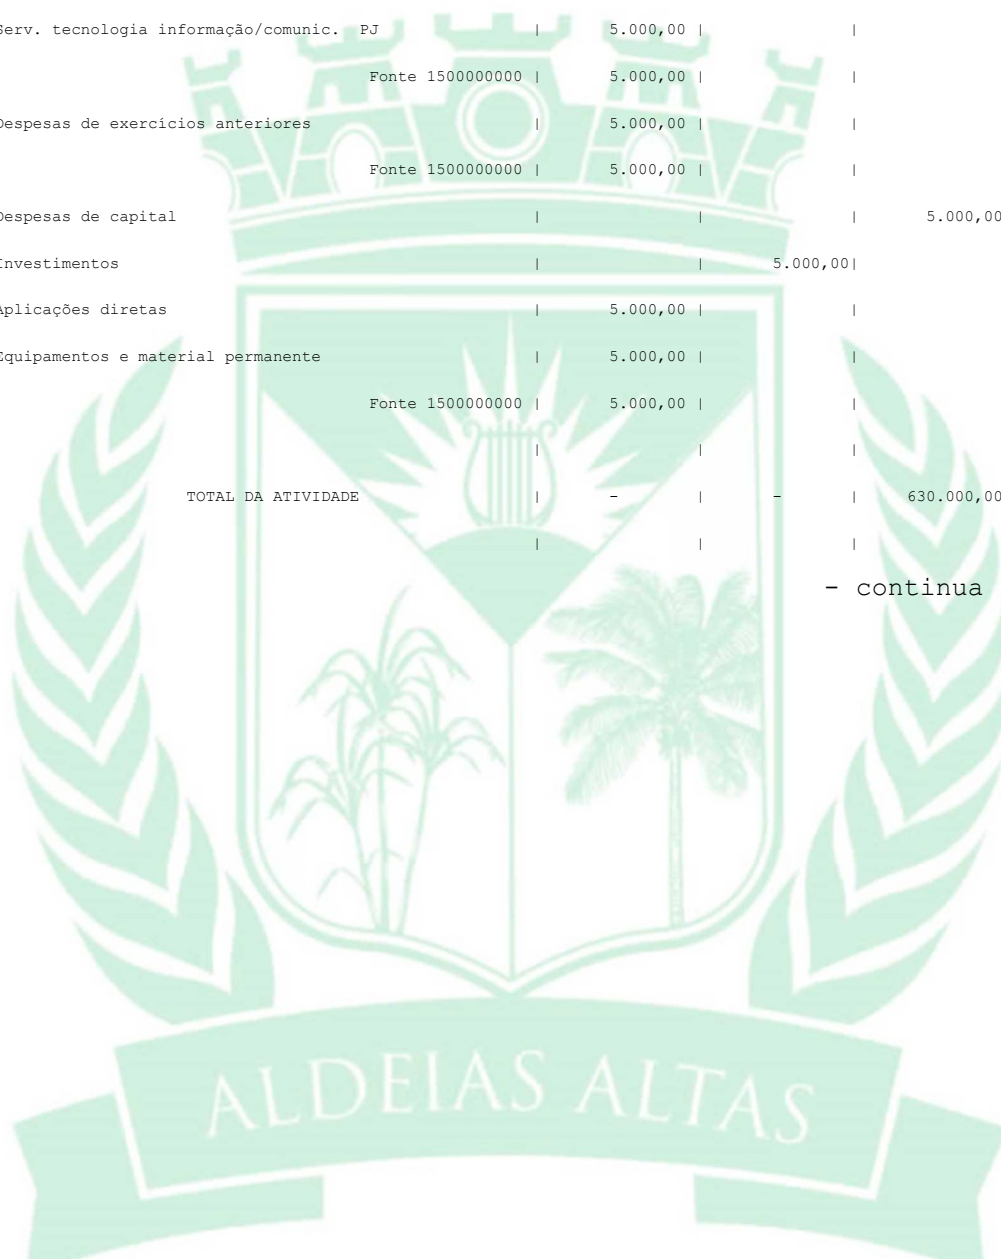 Serv. tecnologia informação/comunic. PJ | 5.000,00 | |
Fonte 1500000000 | 5.000,00 | |
Despesas de exercícios anteriores | 5.000,00 | |
Fonte 1500000000 | 5.000,00 | |
Despesas de capital | | | 5.000,00
Investimentos | | 5.000,00|
Aplicações diretas | 5.000,00 | |
Equipamentos e material permanente | 5.000,00 | |
Fonte 1500000000 | 5.000,00 | |
| | |
TOTAL DA ATIVIDADE | - | - | 630.000,00
| | |
- continua
ALDEIAS ALTAS